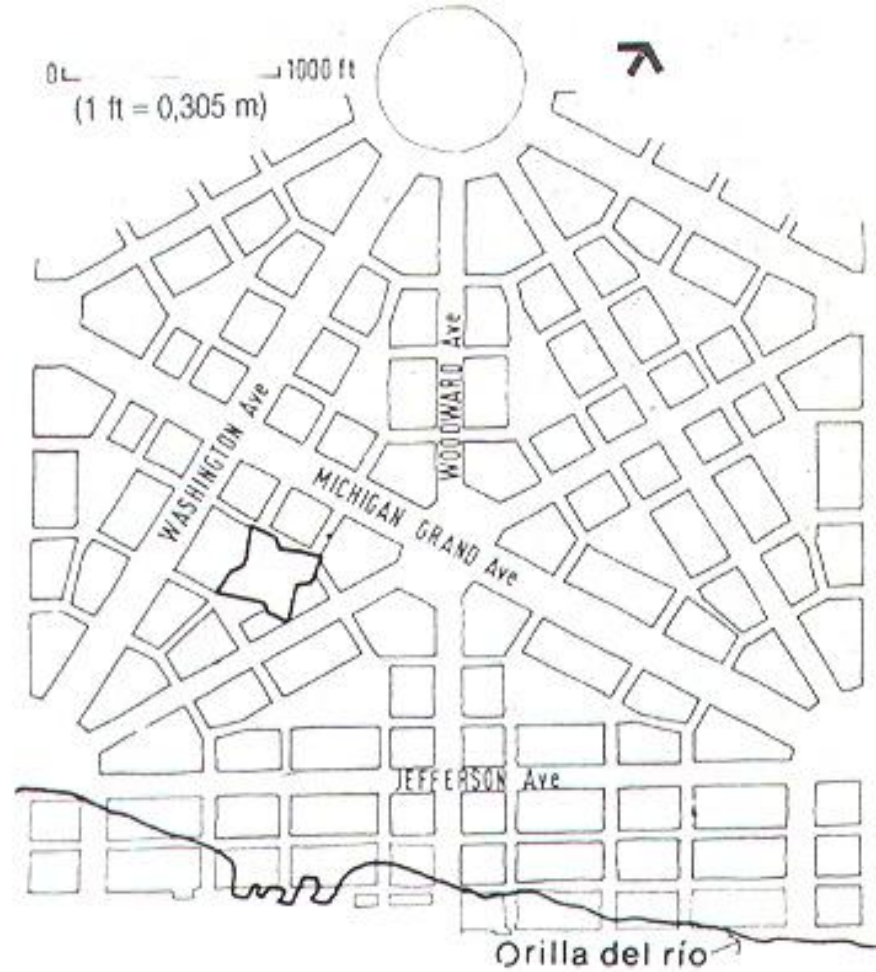 0 1000 ft
(1 ft = 0,305 m)
WOODWARD Ave
WASHINGTON Ave
MICHIGAN GRAND Ave
JEFFERSON Ave
Orilla del río